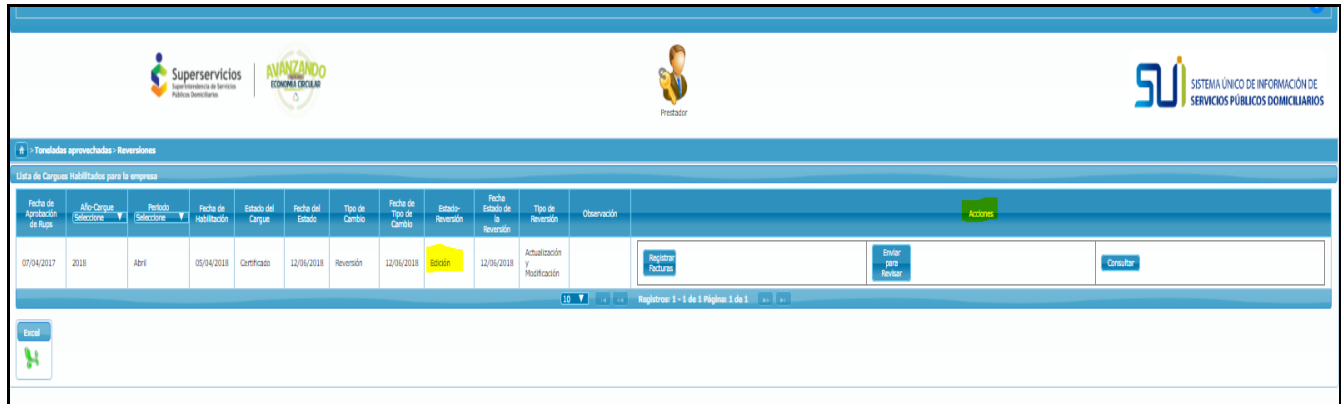 Superservicios
Superintendencia de Servicios
Públicos Domiciliarios
AVANZANDO
ECONOMÍA CIRCULAR
Prestador
SUI
SISTEMA ÚNICO DE INFORMACIÓN DE
SERVICIOS PÚBLICOS DOMICILIARIOS
> Toneladas aprovechadas > Reversiones
Lista de Cargues Habilitados para la empresa
Fecha de Aprobación de Rups
Año-Cargue
Seleccione
Periodo
Seleccione
Fecha de Habilitación
Estado del Cargue
Fecha del Estado
Tipo de Cambio
Fecha de Tipo de Cambio
Estado-Reversión
Fecha Estado de la Reversión
Tipo de Reversión
Observación
Acciones
07/04/2017
2018
Abril
05/04/2018
Certificado
12/06/2018
Reversión
12/06/2018
Edición
12/06/2018
Actualización y Modificación
Registrar Facturas
Enviar para Revisar
Consultar
10
Registros: 1 - 1 de 1 Página: 1 de 1
Excel